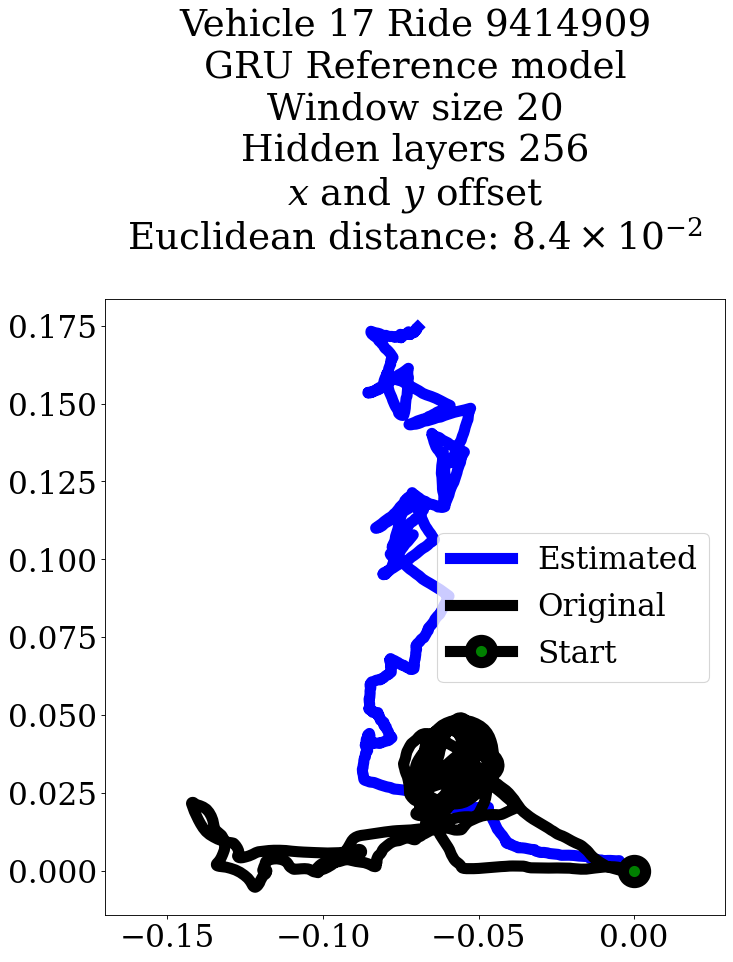 Vehicle 17 Ride 9414909
GRU Reference model
Window size 20
Hidden layers 256
x and y offset
Euclidean distance: 8.4 × 10⁻²
0.175
0.150
0.125
0.100
0.075
0.050
0.025
0.000
Estimated
Original
Start
−0.15 −0.10 −0.05 0.00